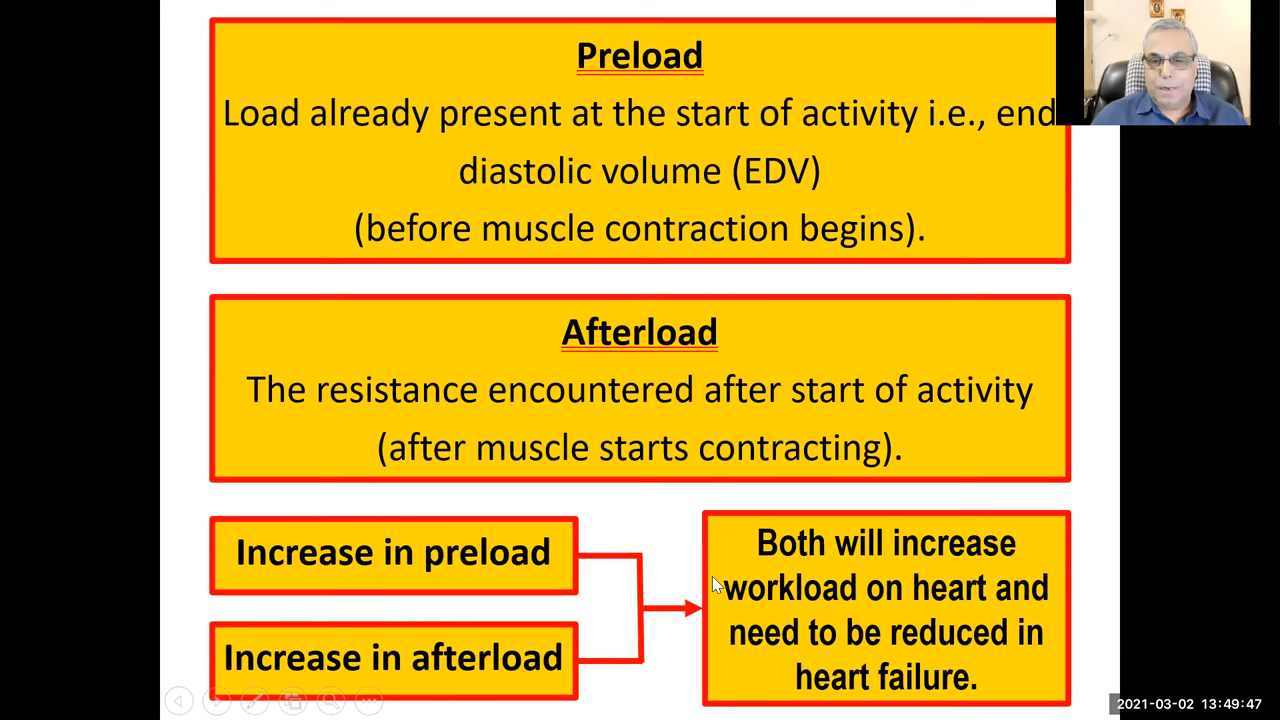 Preload
Load already present at the start of activity i.e., end
diastolic volume (EDV)
(before muscle contraction begins).
Afterload
The resistance encountered after start of activity
(after muscle starts contracting).
Increase in preload
Increase in afterload
Both will increase
workload on heart and
need to be reduced in
heart failure.
2021-03-02 13:49:47